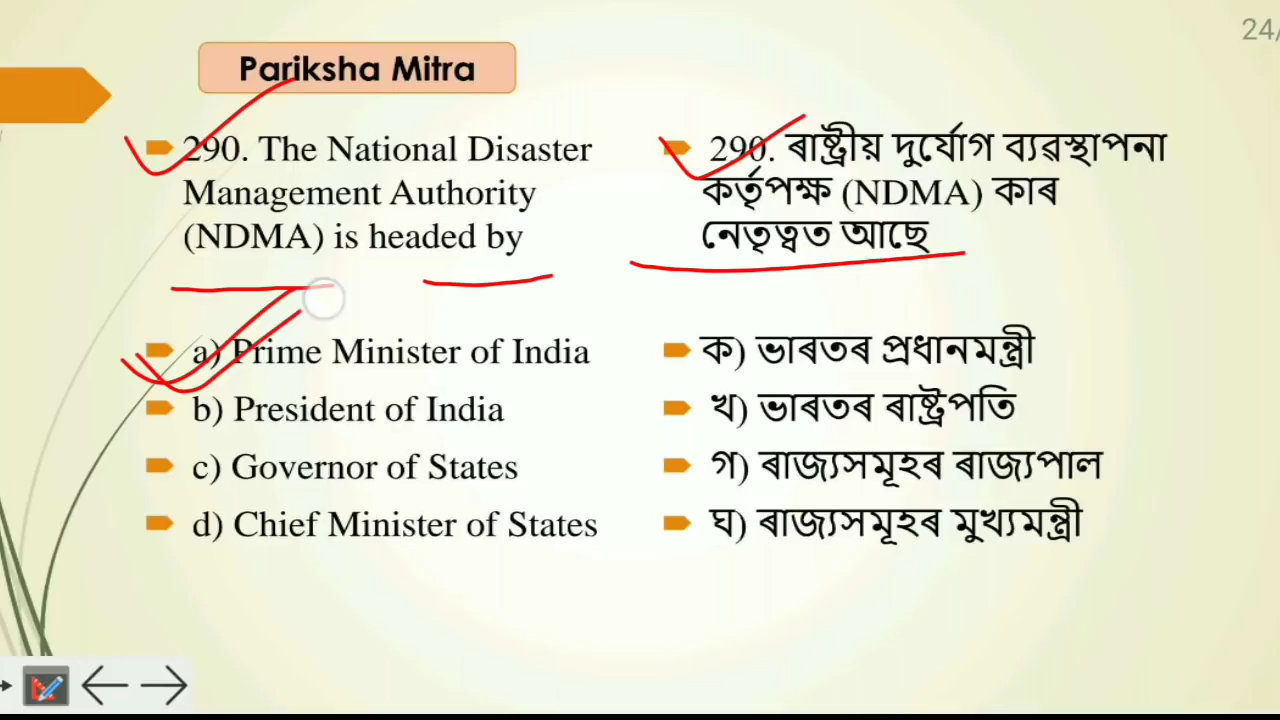 24/
Pariksha Mitra
290. The National Disaster
Management Authority
(NDMA) is headed by
a) Prime Minister of India
b) President of India
c) Governor of States
d) Chief Minister of States
290. ৰাষ্ট্ৰীয় দুৰ্যোগ ব্যৱস্থাপনা
কৰ্তৃপক্ষ (NDMA) কাৰ
নেতৃত্বত আছে
ক) ভাৰতৰ প্ৰধানমন্ত্ৰী
খ) ভাৰতৰ ৰাষ্ট্ৰপতি
গ) ৰাজ্যসমূহৰ ৰাজ্যপাল
ঘ) ৰাজ্যসমূহৰ মুখ্যমন্ত্ৰী